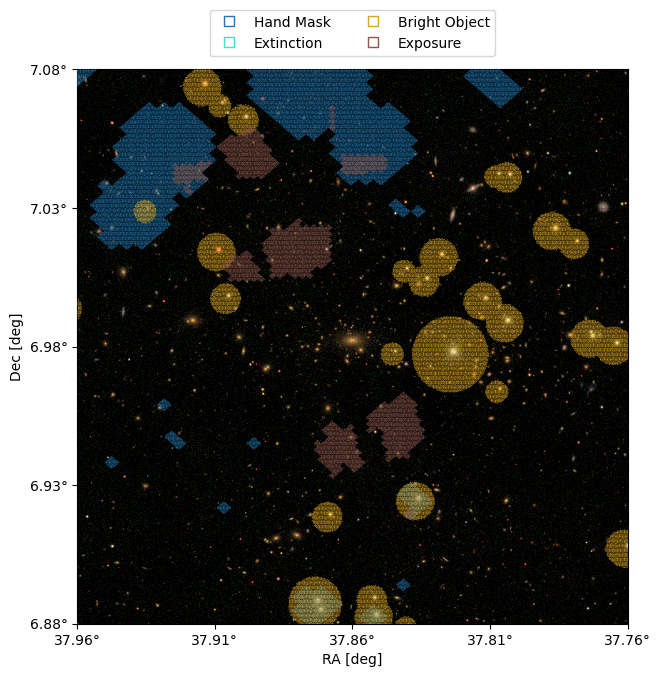 Hand Mask
Bright Object
Extinction
Exposure
7.08°
7.03°
6.98°
6.93°
6.88°
Dec [deg]
37.96°
37.91°
37.86°
37.81°
37.76°
RA [deg]